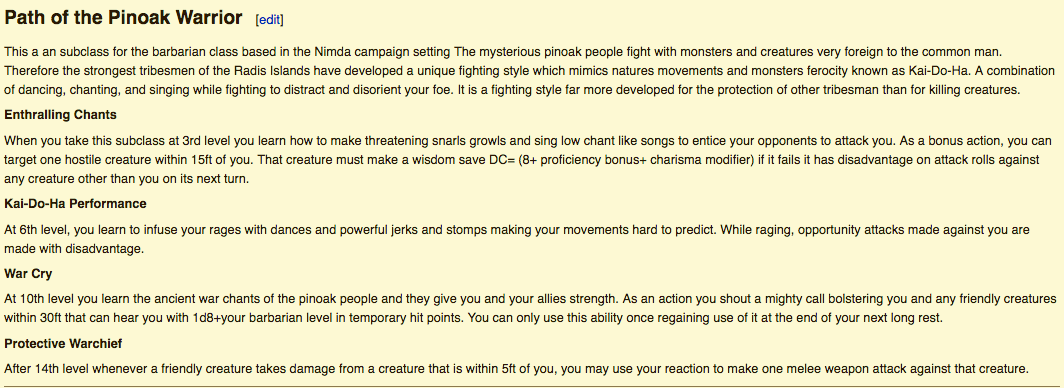 Path of the Pinoak Warrior [edit]
This a an subclass for the barbarian class based in the Nimda campaign setting The mysterious pinoak people fight with monsters and creatures very foreign to the common man.
Therefore the strongest tribesmen of the Radis Islands have developed a unique fighting style which mimics natures movements and monsters ferocity known as Kai-Do-Ha. A combination
of dancing, chanting, and singing while fighting to distract and disorient your foe. It is a fighting style far more developed for the protection of other tribesman than for killing creatures.
Enthralling Chants
When you take this subclass at 3rd level you learn how to make threatening snarls growls and sing low chant like songs to entice your opponents to attack you. As a bonus action, you can
target one hostile creature within 15ft of you. That creature must make a wisdom save DC= (8+ proficiency bonus+ charisma modifier) if it fails it has disadvantage on attack rolls against
any creature other than you on its next turn.
Kai-Do-Ha Performance
At 6th level, you learn to infuse your rages with dances and powerful jerks and stomps making your movements hard to predict. While raging, opportunity attacks made against you are
made with disadvantage.
War Cry
At 10th level you learn the ancient war chants of the pinoak people and they give you and your allies strength. As an action you shout a mighty call bolstering you and any friendly creatures
within 30ft that can hear you with 1d8+your barbarian level in temporary hit points. You can only use this ability once regaining use of it at the end of your next long rest.
Protective Warchief
After 14th level whenever a friendly creature takes damage from a creature that is within 5ft of you, you may use your reaction to make one melee weapon attack against that creature.